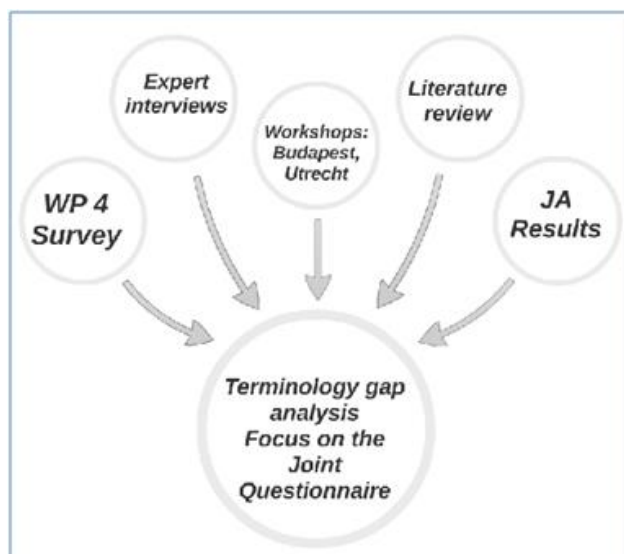 Expert
interviews
Workshops:
Budapest,
Utrecht
Literature
review
WP 4
Survey
JA
Results
Terminology gap
analysis
Focus on the
Joint
Questionnaire